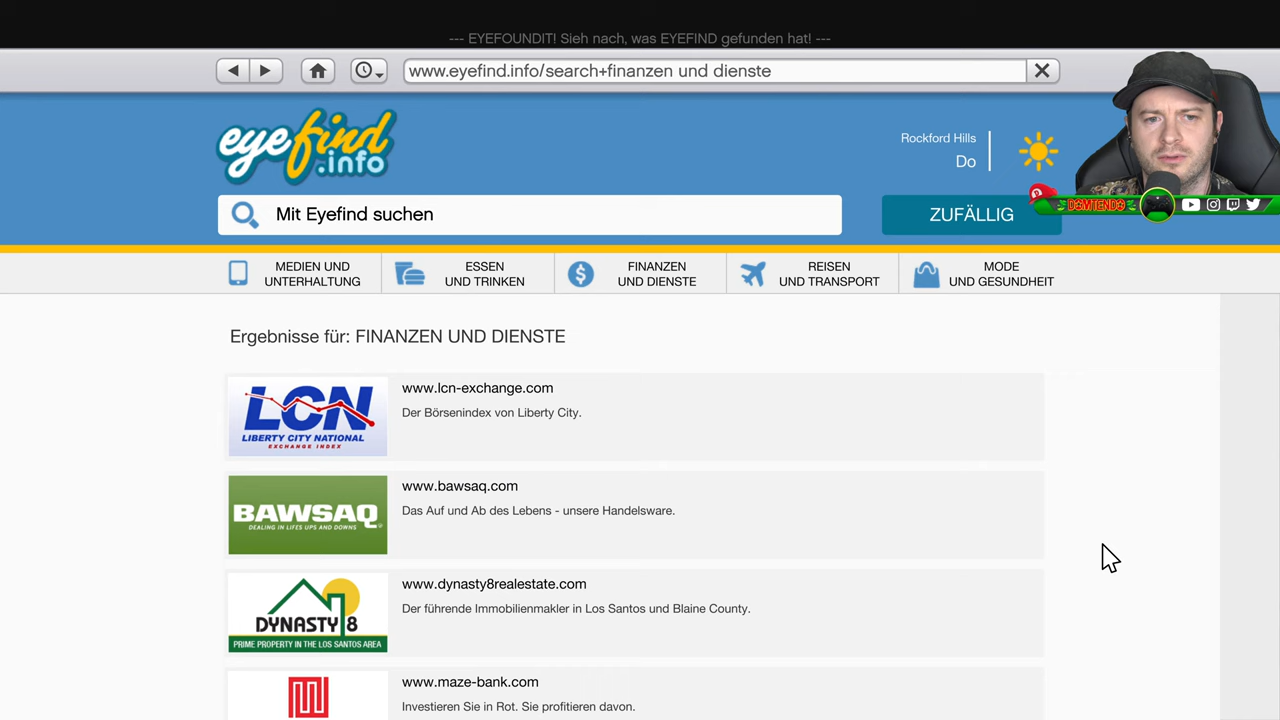 --- EYEFOUNDIT! Sieh nach, was EYEFIND gefunden hat! ---
www.eyefind.info/search+finanzen und dienste
eyefind
.info
Rockford Hills
Do
Mit Eyefind suchen
ZUFÄLLIG
DOMTENDO
MEDIEN UND
UNTERHALTUNG
ESSEN
UND TRINKEN
FINANZEN
UND DIENSTE
REISEN
UND TRANSPORT
MODE
UND GESUNDHEIT
Ergebnisse für: FINANZEN UND DIENSTE
LCN
LIBERTY CITY NATIONAL
EXCHANGE INDEX
www.lcn-exchange.com
Der Börsenindex von Liberty City.
BAWSAQ
DEALING IN LIFES UPS AND DOWNS
www.bawsaq.com
Das Auf und Ab des Lebens - unsere Handelsware.
DYNASTY 8
PRIME PROPERTY IN THE LOS SANTOS AREA
www.dynasty8realestate.com
Der führende Immobilienmakler in Los Santos und Blaine County.
www.maze-bank.com
Investieren Sie in Rot. Sie profitieren davon.